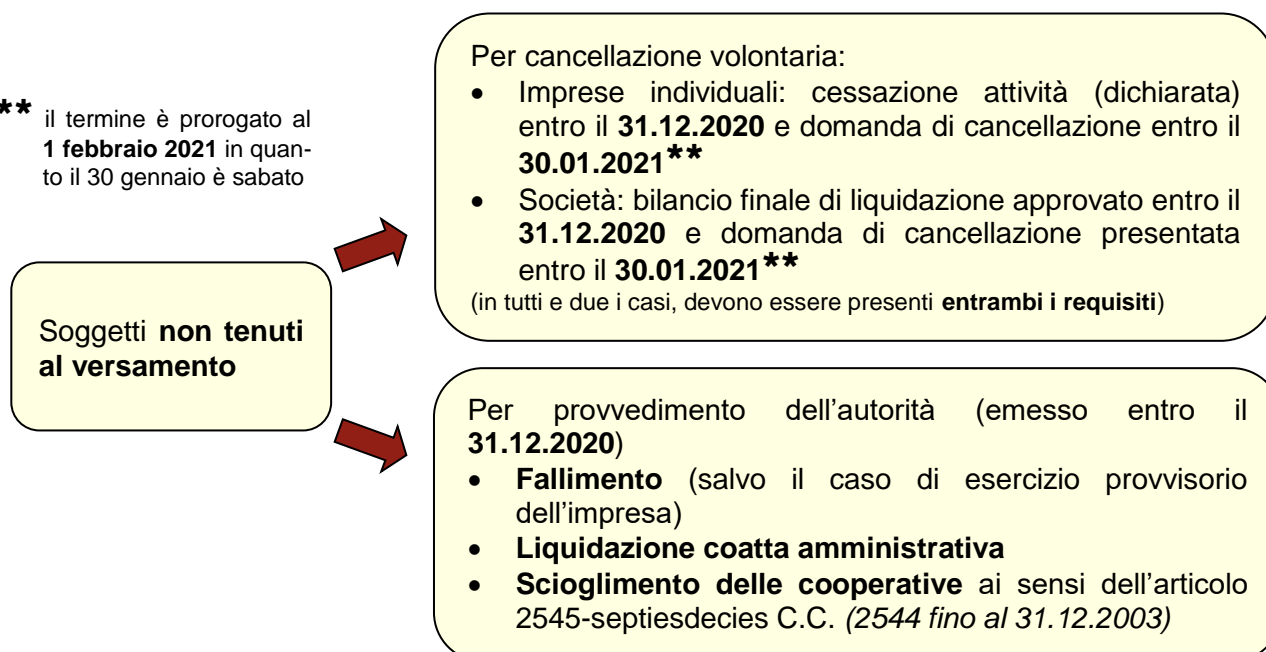 ** il termine è prorogato al
1 febbraio 2021 in quan-
to il 30 gennaio è sabato
Soggetti non tenuti
al versamento
Per cancellazione volontaria:
• Imprese individuali: cessazione attività (dichiarata)
entro il 31.12.2020 e domanda di cancellazione entro il
30.01.2021**
• Società: bilancio finale di liquidazione approvato entro il
31.12.2020 e domanda di cancellazione presentata
entro il 30.01.2021**
(in tutti e due i casi, devono essere presenti entrambi i requisiti)
Per provvedimento dell’autorità (emesso entro il
31.12.2020)
• Fallimento (salvo il caso di esercizio provvisorio
dell’impresa)
• Liquidazione coatta amministrativa
• Scioglimento delle cooperative ai sensi dell’articolo
2545-septiesdecies C.C. (2544 fino al 31.12.2003)